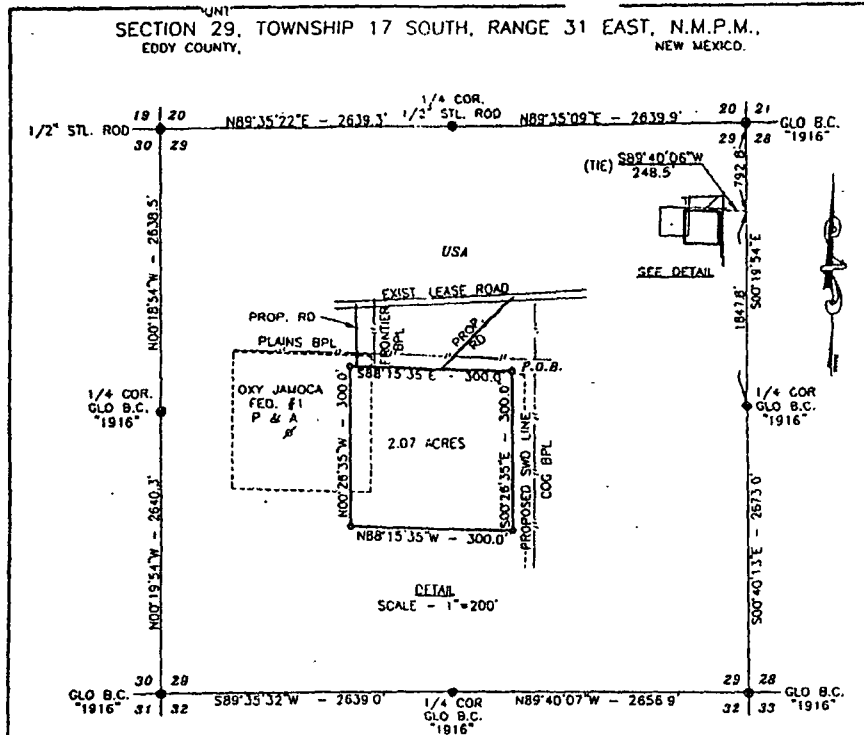 SECTION 29, TOWNSHIP 17 SOUTH, RANGE 31 EAST, N.M.P.M.,
EDDY COUNTY, NEW MEXICO.
19 20
30 29
1/2" STL. ROD
N89°35'22"E - 2639.3'
1/4 COR.
1/2" STL. ROD
N89°35'09"E - 2639.9'
20 21
29 28
GLO B.C.
"1916"
(TIE) S89°40'06"W
248.5'
792.8'
SEE DETAIL
S00°19'54"E
1847.8'
N00°18'54"W - 2638.5'
USA
EXIST LEASE ROAD
PROP. RD
FRONTIER
BPL
PROP
RD
PLAINS BPL
S88°15'35"E - 300.0'
P.O.B.
OXY JAMOCA
FED. #1
P & A
N00°26'35"W - 300.0'
2.07 ACRES
S00°26'35"E - 300.0'
PROPOSED SWD LINE
COG BPL
N88°15'35"W - 300.0'
1/4 COR.
GLO B.C.
"1916"
1/4 COR
GLO B.C.
"1916"
N00°19'54"W - 2640.3'
DETAIL
SCALE - 1"=200'
S00°40'13"E - 2673.0'
30 29
31 32
GLO B.C.
"1916"
S89°35'32"W - 2639.0'
1/4 COR
GLO B.C.
"1916"
N89°40'07"W - 2656.9'
29 28
32 33
GLO B.C.
"1916"